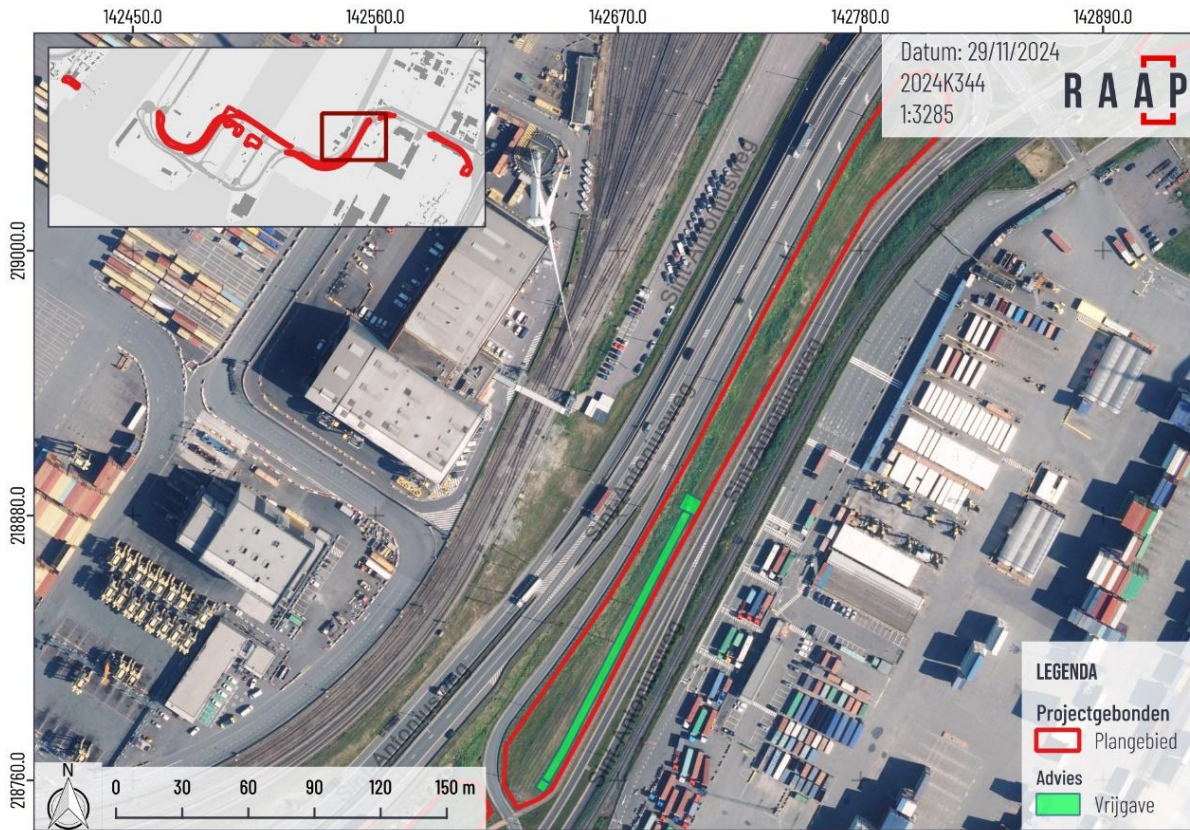 142450.0 142560.0 142670.0 142780.0 142890.0
Datum: 29/11/2024
2024K344
1:3285
RAAP
219000.0
218880.0
218760.0
Sint-Antoniusweg
Sint-Antoniusweg
Sint-Antoniusweg
Sint-Antoniusweg
Sint-Antoniusweg
Antoniusweg
LEGENDA
Projectgebonden
Plangebied
Advies
Vrijgave
N
0 30 60 90 120 150 m